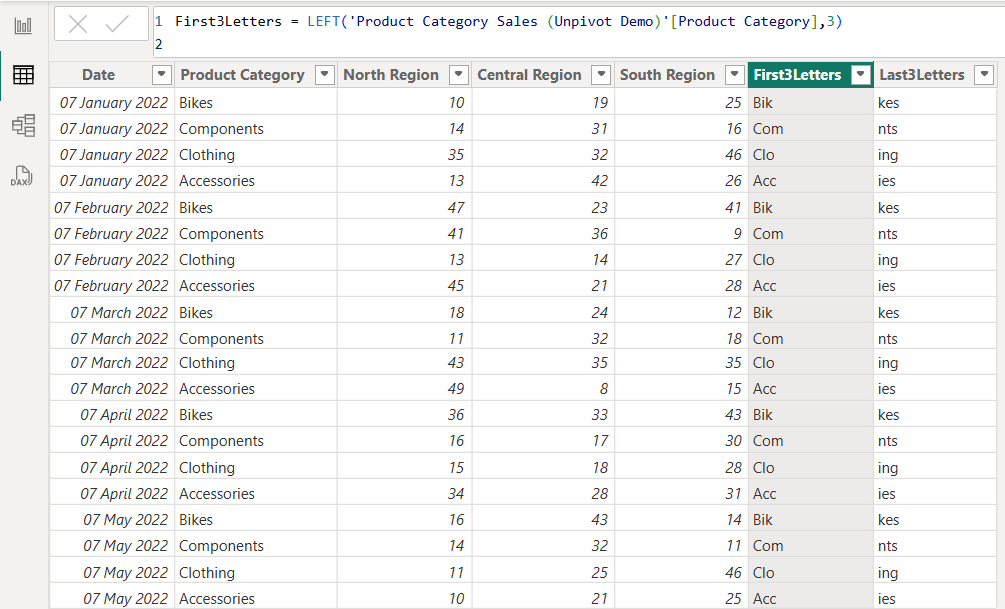 1 First3Letters = LEFT('Product Category Sales (Unpivot Demo)'[Product Category],3)
2
Date Product Category North Region Central Region South Region First3Letters Last3Letters
07 January 2022 Bikes 10 19 25 Bik kes
07 January 2022 Components 14 31 16 Com nts
07 January 2022 Clothing 35 32 46 Clo ing
07 January 2022 Accessories 13 42 26 Acc ies
07 February 2022 Bikes 47 23 41 Bik kes
07 February 2022 Components 41 36 9 Com nts
07 February 2022 Clothing 13 14 27 Clo ing
07 February 2022 Accessories 45 21 28 Acc ies
07 March 2022 Bikes 18 24 12 Bik kes
07 March 2022 Components 11 32 18 Com nts
07 March 2022 Clothing 43 35 35 Clo ing
07 March 2022 Accessories 49 8 15 Acc ies
07 April 2022 Bikes 36 33 43 Bik kes
07 April 2022 Components 16 17 30 Com nts
07 April 2022 Clothing 15 18 28 Clo ing
07 April 2022 Accessories 34 28 31 Acc ies
07 May 2022 Bikes 16 43 14 Bik kes
07 May 2022 Components 14 32 11 Com nts
07 May 2022 Clothing 11 25 46 Clo ing
07 May 2022 Accessories 10 21 25 Acc ies
DAX